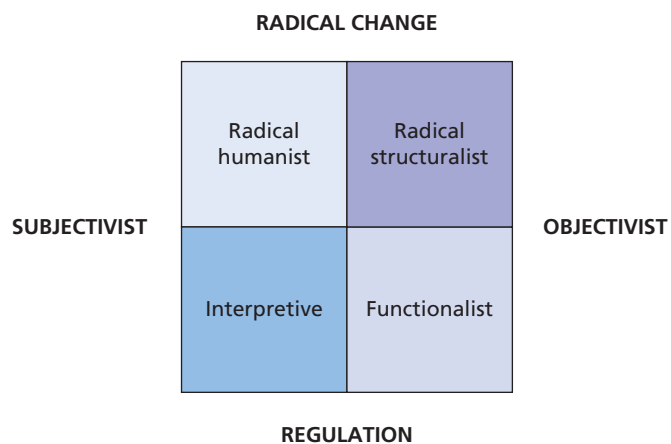 RADICAL CHANGE
Radical
humanist
Radical
structuralist
SUBJECTIVIST
OBJECTIVIST
Interpretive
Functionalist
REGULATION